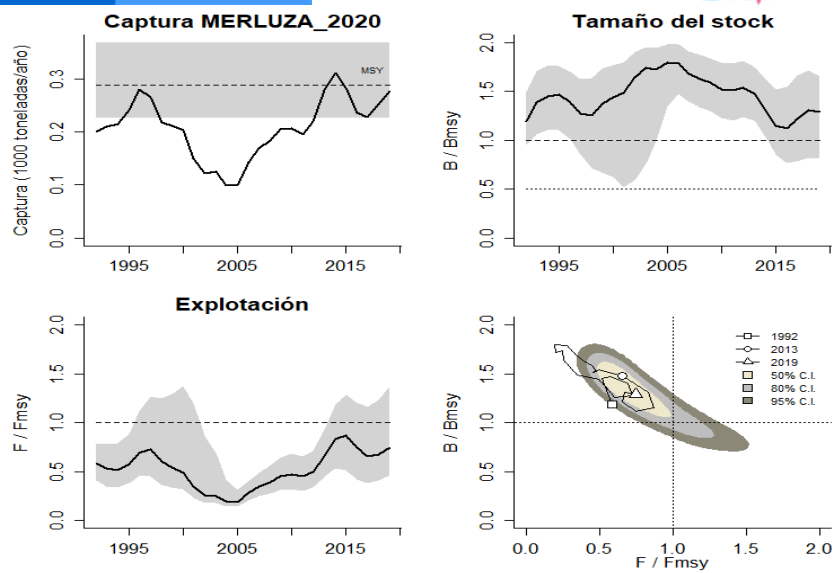 Captura MERLUZA_2020
Captura (1000 toneladas/año)
0.0 0.1 0.2 0.3
MSY
1995 2005 2015
Tamaño del stock
B / Bmsy
0.0 0.5 1.0 1.5 2.0
1995 2005 2015
Explotación
F / Fmsy
0.0 0.5 1.0 1.5 2.0
1995 2005 2015
B / Bmsy
0.0 0.5 1.0 1.5 2.0
1992
2013
2019
50% C.I.
80% C.I.
95% C.I.
0.0 0.5 1.0 1.5 2.0
F / Fmsy